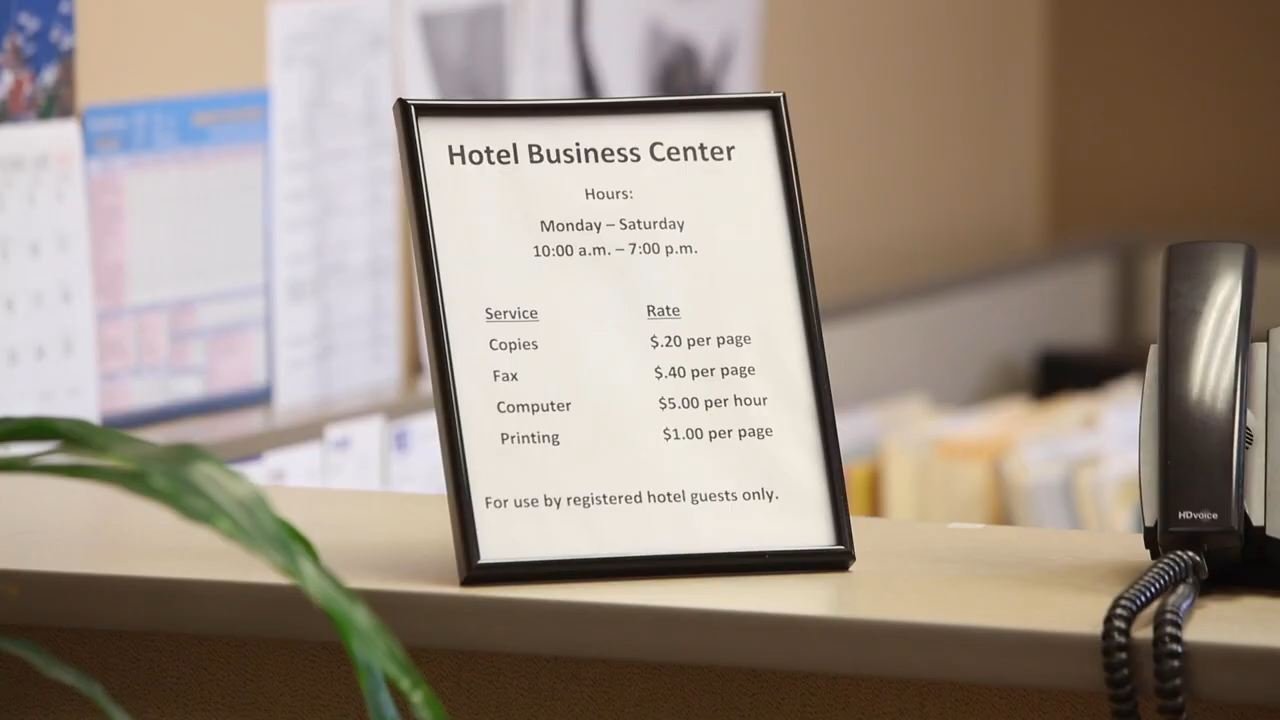 Hotel Business Center
Hours:
Monday – Saturday
10:00 a.m. – 7:00 p.m.
Service Rate
Copies $.20 per page
Fax $.40 per page
Computer $5.00 per hour
Printing $1.00 per page
For use by registered hotel guests only.
HDvoice